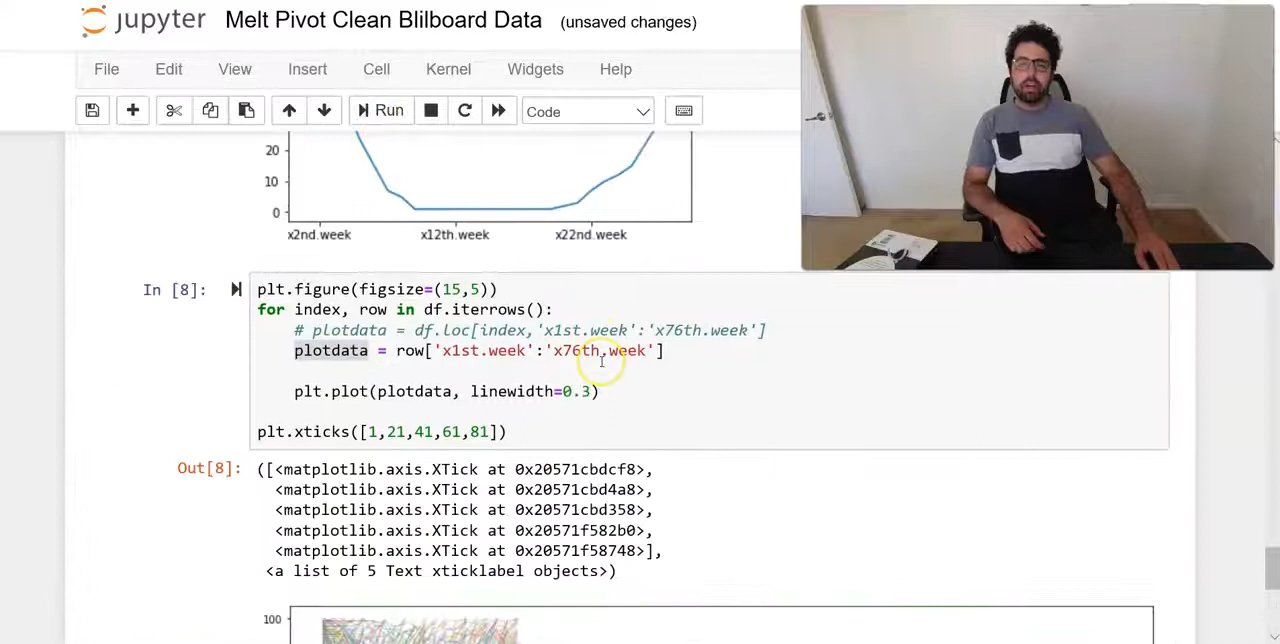 jupyter Melt Pivot Clean Blilboard Data (unsaved changes)
File Edit View Insert Cell Kernel Widgets Help
Run Code
20
10
0
x2nd.week x12th.week x22nd.week
In [8]: plt.figure(figsize=(15,5))
for index, row in df.iterrows():
# plotdata = df.loc[index,'x1st.week':'x76th.week']
plotdata = row['x1st.week':'x76th.week']
plt.plot(plotdata, linewidth=0.3)
plt.xticks([1,21,41,61,81])
Out[8]: ([<matplotlib.axis.XTick at 0x20571cbdcf8>,
<matplotlib.axis.XTick at 0x20571cbd4a8>,
<matplotlib.axis.XTick at 0x20571cbd358>,
<matplotlib.axis.XTick at 0x20571f582b0>,
<matplotlib.axis.XTick at 0x20571f58748>],
<a list of 5 Text xticklabel objects>)
100